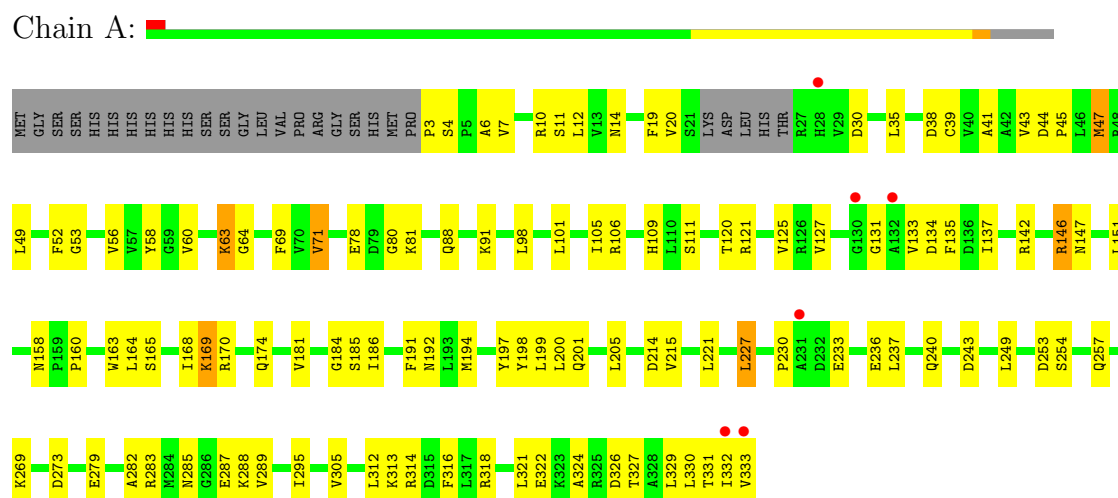 Chain A:
MET GLY SER SER HIS HIS HIS HIS HIS HIS SER SER GLY LEU VAL PRO ARG GLY SER HIS MET PRO P3 S4 P5 A6 V7 R10 S11 L12 V13 N14 F19 V20 S21 LYS ASP LEU HIS THR R27 H28 V29 D30 L35 D38 C39 V40 A41 A42 V43 D44 P45 L46 M47 R48
L49 F52 G53 V56 V57 Y58 G59 V60 K63 G64 F69 V70 V71 E78 D79 G80 K81 Q88 K91 L98 L101 I105 R106 H109 L110 S111 T120 R121 V125 R126 V127 G130 G131 A132 V133 D134 F135 D136 I137 R142 R146 N147 L151
N158 P159 P160 W163 L164 S165 I168 K169 R170 Q174 V181 G184 S185 I186 F191 N192 L193 M194 Y197 Y198 L199 L200 Q201 L205 D214 V215 L221 L227 P230 A231 D232 E233 E236 L237 Q240 D243 L249 D253 S254 Q257
K269 D273 E279 A282 R283 M284 N285 G286 E287 K288 V289 I295 V305 L312 K313 R314 D315 F316 L317 R318 L321 E322 K323 A324 R325 D326 T327 A328 L329 L330 T331 I332 V333